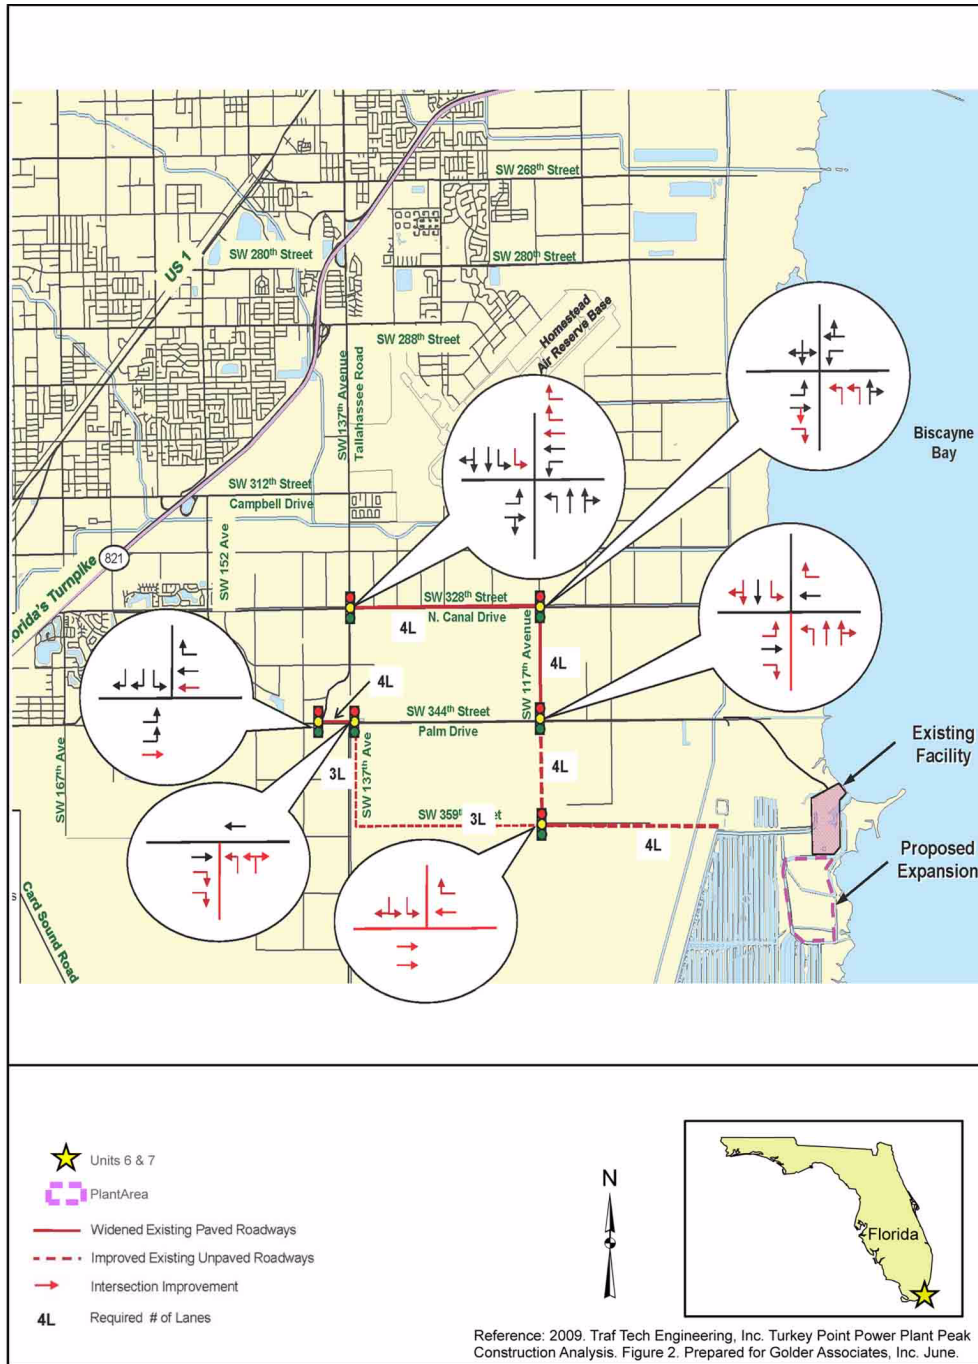 SW 268th Street
US 1
SW 280th Street
SW 280th Street
Homestead
Air Reserve Base
SW 288th Street
SW 137th Avenue
Tallahassee Road
Biscayne
Bay
SW 312th Street
Campbell Drive
SW 152 Ave
821
Florida's Turnpike
SW 328th Street
N. Canal Drive
4L
SW 117th Avenue
4L
4L
SW 344th Street
Palm Drive
SW 167th Ave
SW 137th Ave
3L
4L
Existing
Facility
SW 359th
3L
4L
Proposed
Expansion
Card Sound Road
Units 6 & 7
PlantArea
Widened Existing Paved Roadways
Improved Existing Unpaved Roadways
Intersection Improvement
4L Required # of Lanes
N
Florida
Reference: 2009. Traf Tech Engineering, Inc. Turkey Point Power Plant Peak
Construction Analysis. Figure 2. Prepared for Golder Associates, Inc. June.